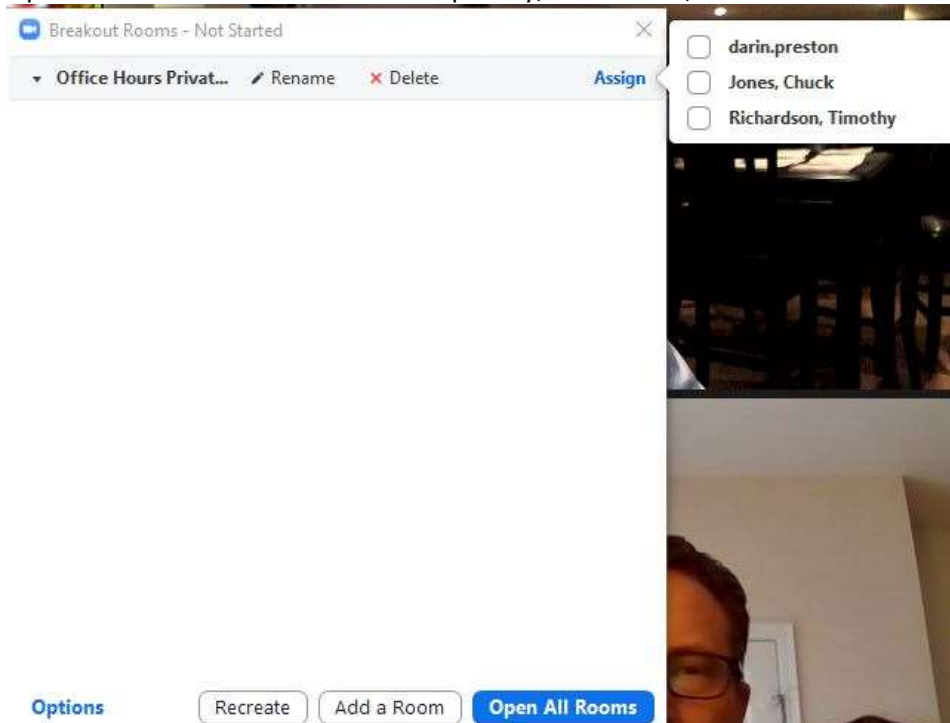 Breakout Rooms - Not Started
Office Hours Privat... Rename Delete Assign
darin.preston
Jones, Chuck
Richardson, Timothy
Options Recreate Add a Room Open All Rooms